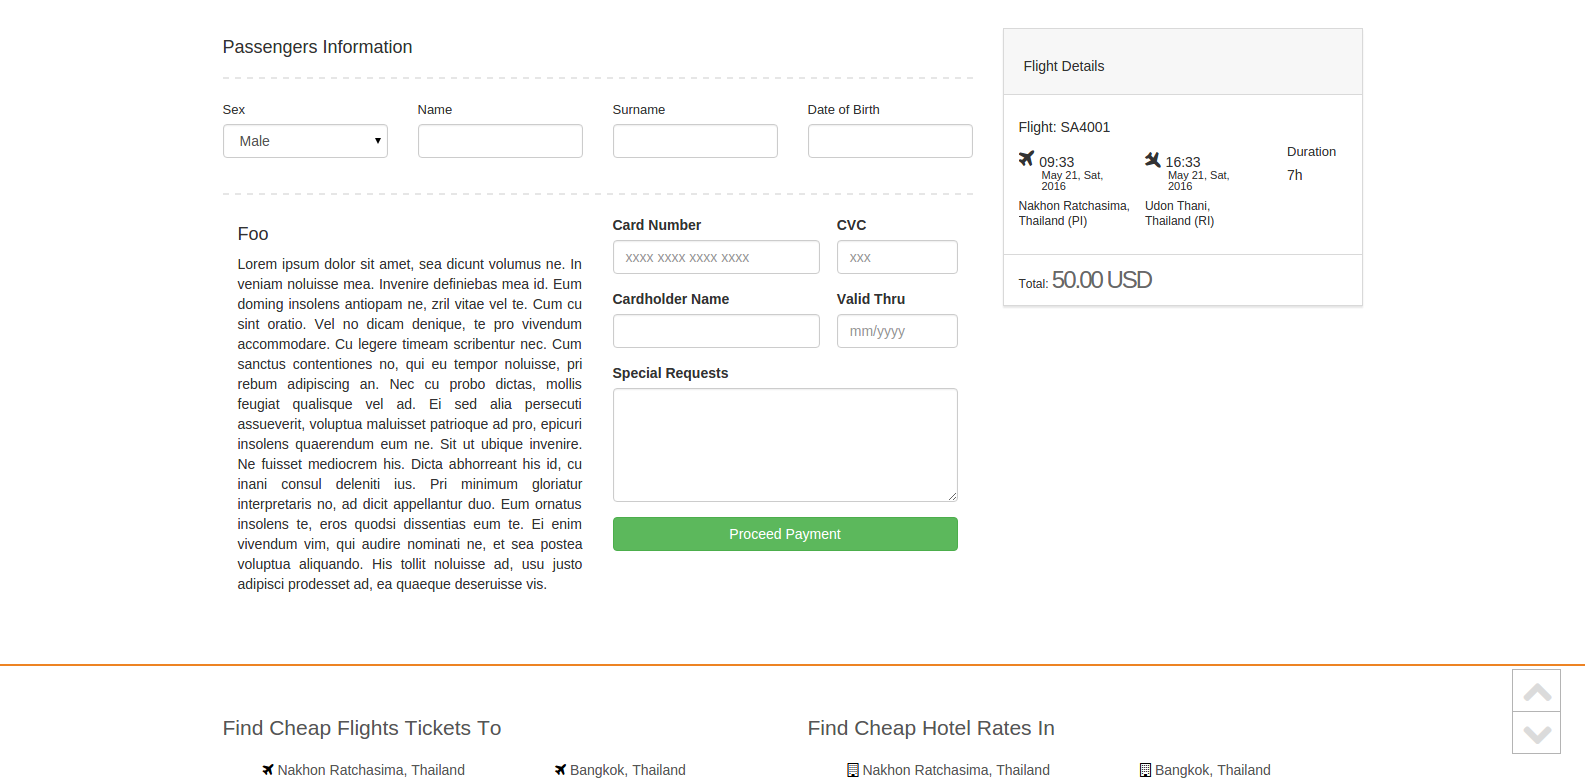 Passengers Information
Sex
Name
Surname
Date of Birth
Male
Foo
Lorem ipsum dolor sit amet, sea dicunt volumus ne. In
veniam noluisse mea. Invenire definiebas mea id. Eum
doming insolens antiopam ne, zril vitae vel te. Cum cu
sint oratio. Vel no dicam denique, te pro vivendum
accommodare. Cu legere timeam scribentur nec. Cum
sanctus contentiones no, qui eu tempor noluisse, pri
rebum adipiscing an. Nec cu probo dictas, mollis
feugiat qualisque vel ad. Ei sed alia persecuti
assueverit, voluptua maluisset patrioque ad pro, epicuri
insolens quaerendum eum ne. Sit ut ubique invenire.
Ne fuisset mediocrem his. Dicta abhorreant his id, cu
inani consul deleniti ius. Pri minimum gloriatur
interpretaris no, ad dicit appellantur duo. Eum ornatus
insolens te, eros quodsi dissentias eum te. Ei enim
vivendum vim, qui audire nominati ne, et sea postea
voluptua aliquando. His tollit noluisse ad, usu justo
adipisci prodesset ad, ea quaeque deseruisse vis.
Card Number
CVC
xxxx xxxx xxxx xxxx
xxx
Cardholder Name
Valid Thru
mm/yyyy
Special Requests
Proceed Payment
Flight Details
Flight: SA4001
09:33
May 21, Sat,
2016
Nakhon Ratchasima,
Thailand (PI)
16:33
May 21, Sat,
2016
Udon Thani,
Thailand (RI)
Duration
7h
Total: 50.00 USD
Find Cheap Flights Tickets To
Nakhon Ratchasima, Thailand
Bangkok, Thailand
Find Cheap Hotel Rates In
Nakhon Ratchasima, Thailand
Bangkok, Thailand